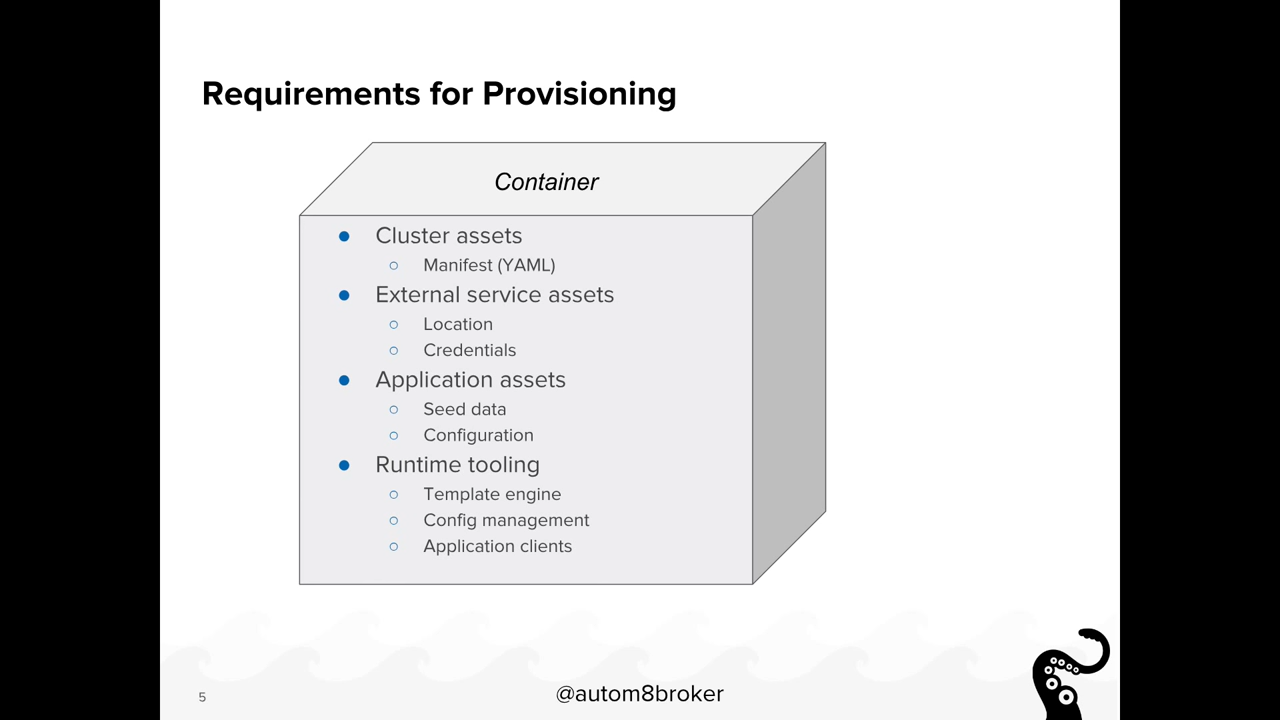 Requirements for Provisioning
Container
● Cluster assets
○ Manifest (YAML)
● External service assets
○ Location
○ Credentials
● Application assets
○ Seed data
○ Configuration
● Runtime tooling
○ Template engine
○ Config management
○ Application clients
5
@autom8broker